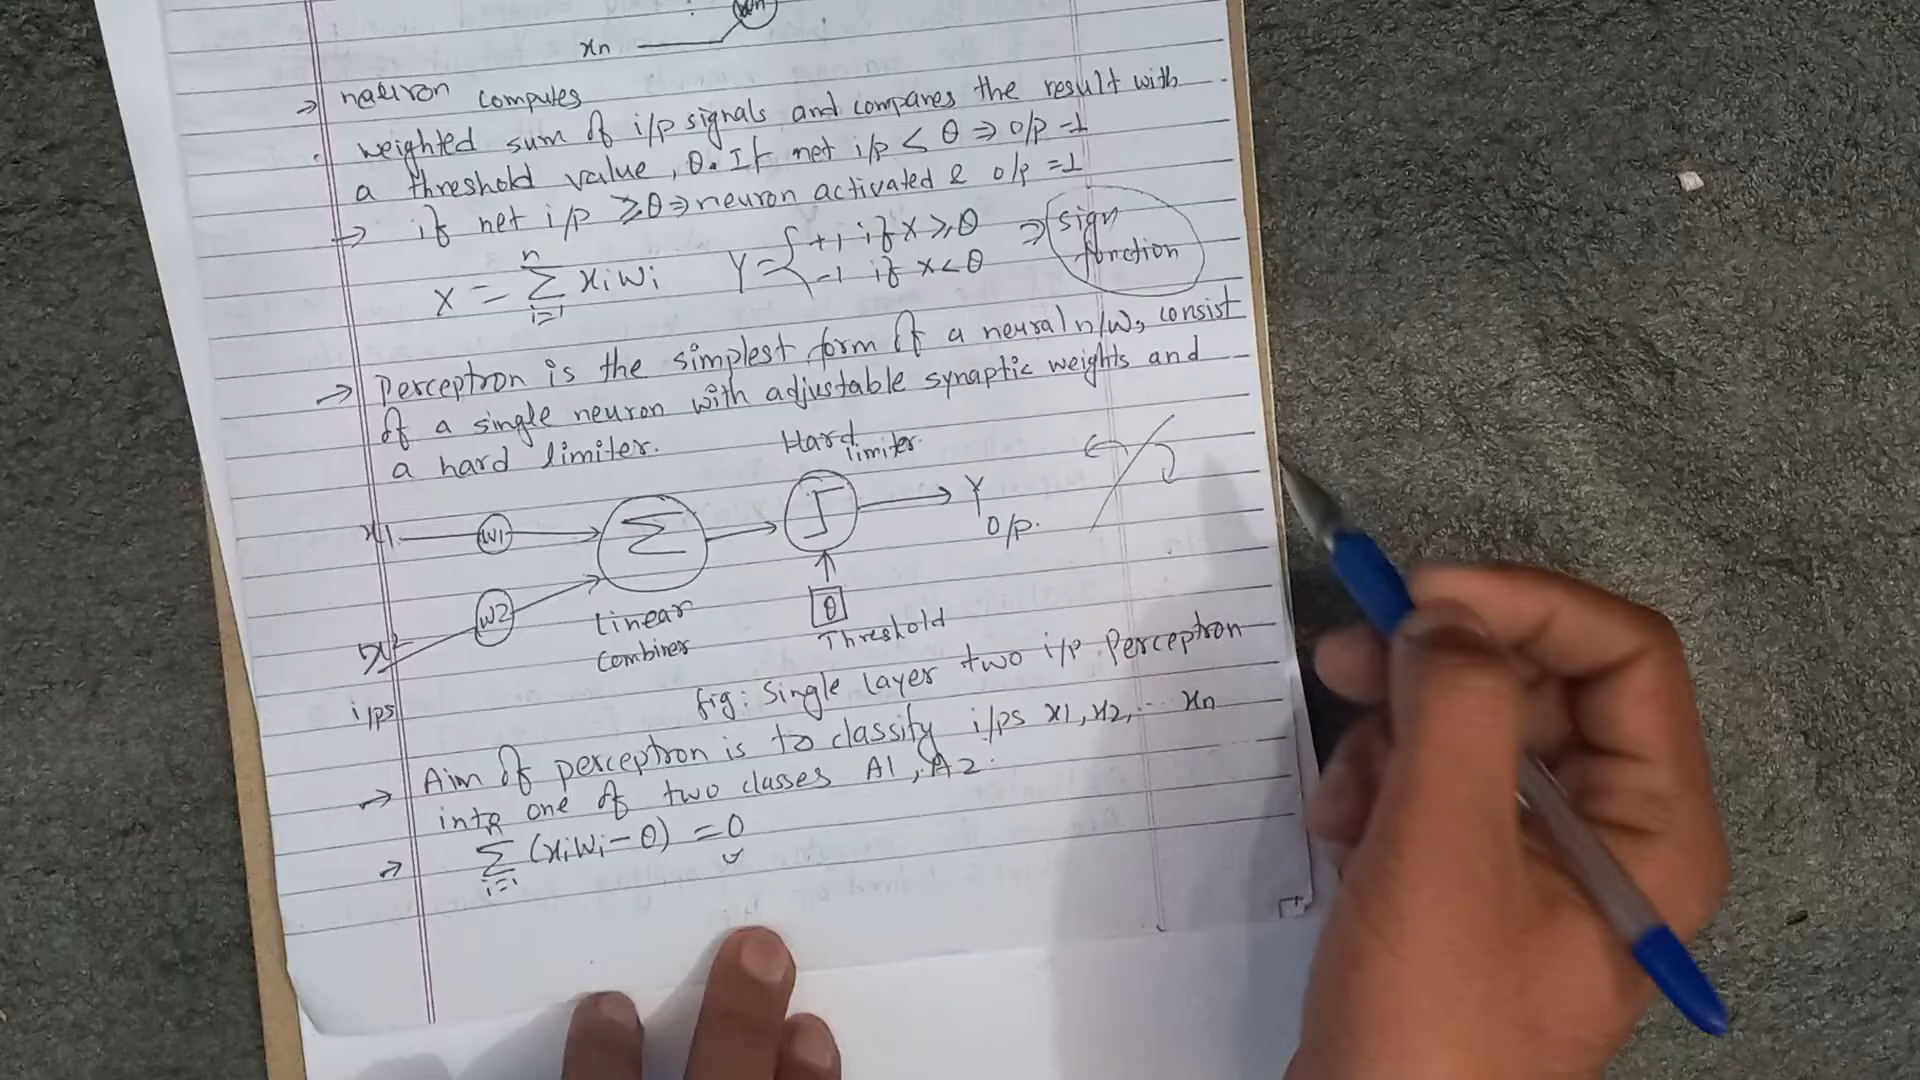 wn
xn
→ nauron computes
weighted sum of i/p signals and compares the result with
a threshold value, θ. If net i/p < θ ⇒ o/p = 1
→ if net i/p ≥ θ ⇒ neuron activated & o/p = 1
X = Σ xiwi Y = { +1 if X ≥ θ ⇒ sign function
n
i=1
-1 if X < θ
→ Perceptron is the simplest form of a neural n/w, consist
of a single neuron with adjustable synaptic weights and
a hard limiter.
Hard limiter
x1 w1 Σ ∫ Y
o/p.
w2
x2
Linear Combiner
θ
Threshold
i/ps
fig: Single layer two i/p Perceptron
→ Aim of perceptron is to classify i/ps x1, x2, ... xn
into one of two classes A1, A2.
→ Σ (xiwi - θ) = 0
n
i=1